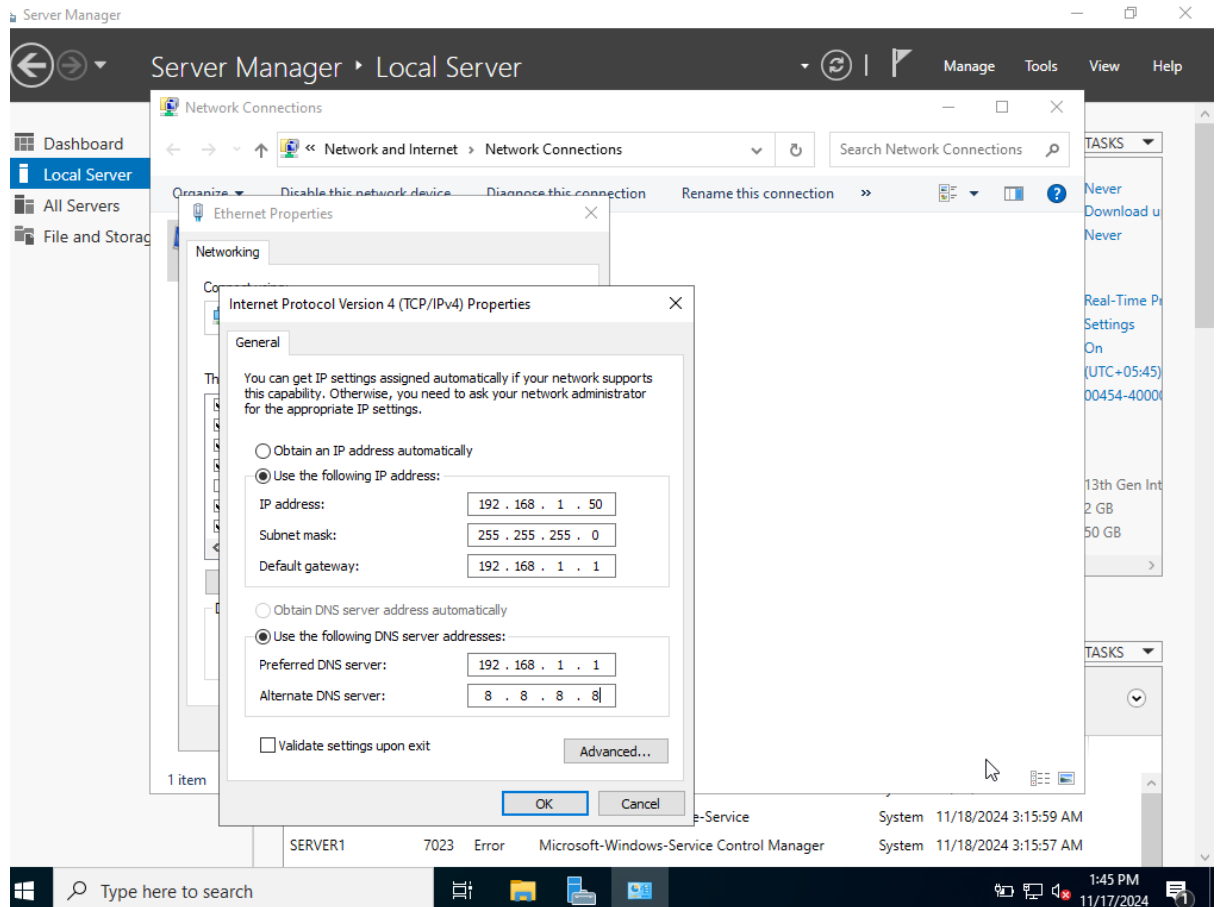 Server Manager
Server Manager • Local Server
Manage Tools View Help
Network Connections
Dashboard
Local Server
All Servers
File and Storag
« Network and Internet > Network Connections
Search Network Connections
TASKS
Organize Disable this network device Diagnose this connection Rename this connection »
Never
Download u
Never
Ethernet Properties
Networking
Internet Protocol Version 4 (TCP/IPv4) Properties
Real-Time Pr
Settings
On
(UTC+05:45)
00454-40000
General
Th
You can get IP settings assigned automatically if your network supports
this capability. Otherwise, you need to ask your network administrator
for the appropriate IP settings.
Obtain an IP address automatically
Use the following IP address:
IP address: 192 . 168 . 1 . 50
Subnet mask: 255 . 255 . 255 . 0
Default gateway: 192 . 168 . 1 . 1
13th Gen Int
2 GB
50 GB
Obtain DNS server address automatically
Use the following DNS server addresses:
Preferred DNS server: 192 . 168 . 1 . 1
Alternate DNS server: 8 . 8 . 8 . 8
TASKS
Validate settings upon exit
Advanced...
1 item
OK Cancel
e-Service System 11/18/2024 3:15:59 AM
SERVER1 7023 Error Microsoft-Windows-Service Control Manager System 11/18/2024 3:15:57 AM
Type here to search
1:45 PM
11/17/2024
1